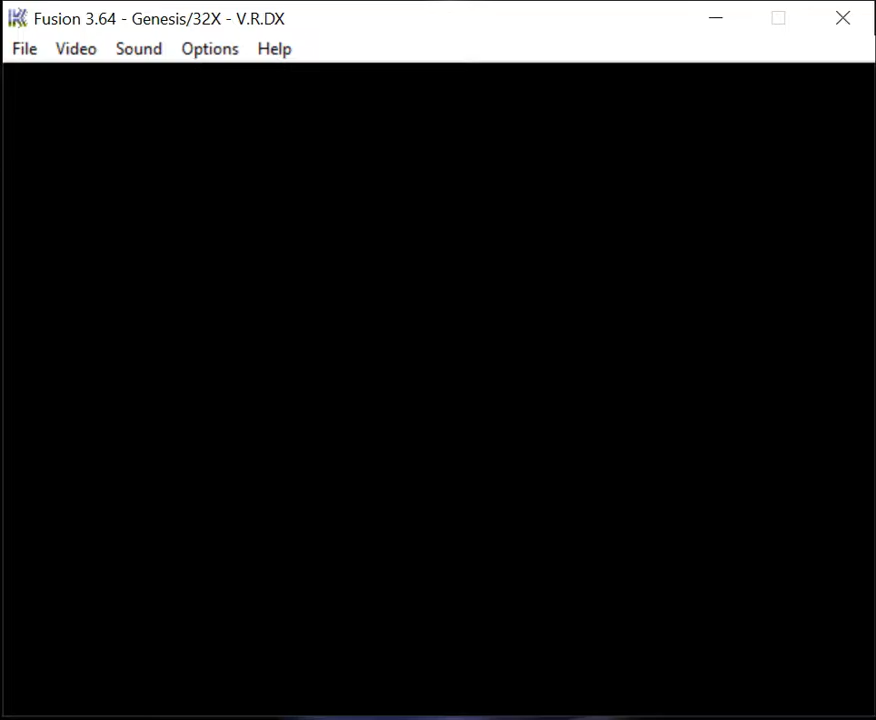 Fusion 3.64 - Genesis/32X - V.R.DX
File Video Sound Options Help